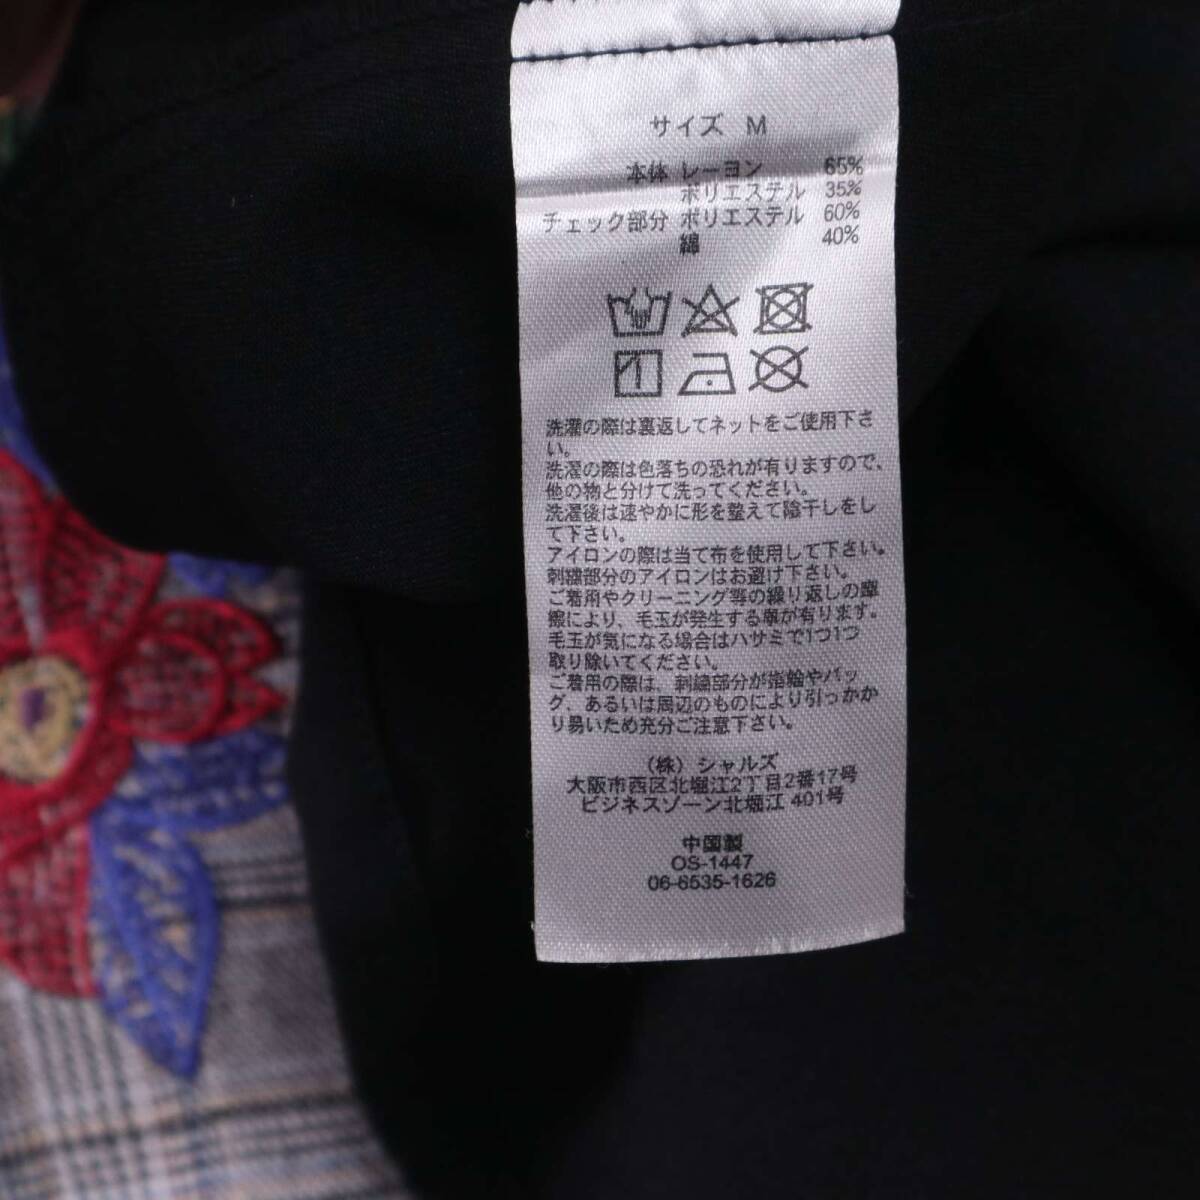 サイズ M
本体 レーヨン 65%
ポリエステル 35%
チェック部分 ポリエステル 60%
綿 40%
洗濯の際は裏返してネットをご使用下さ
い。
洗濯の際は色落ちの恐れが有りますので、
他の物と分けて洗ってください。
洗濯後は速やかに形を整えて陰干しをし
て下さい。
アイロンの際は当て布を使用して下さい。
刺繍部分のアイロンはお避け下さい。
ご着用やクリーニング等の繰り返しの摩
擦により、毛玉が発生する事が有ります。
毛玉が気になる場合はハサミで1つ1つ
取り除いてください。
ご着用の際は、刺繍部分が指輪やバッ
グ、あるいは周辺のものにより引っかか
り易いため充分ご注意下さい。
(株) シャルズ
大阪市西区北堀江2丁目2番17号
ビジネスゾーン北堀江 401号
中国製
OS-1447
06-6535-1626